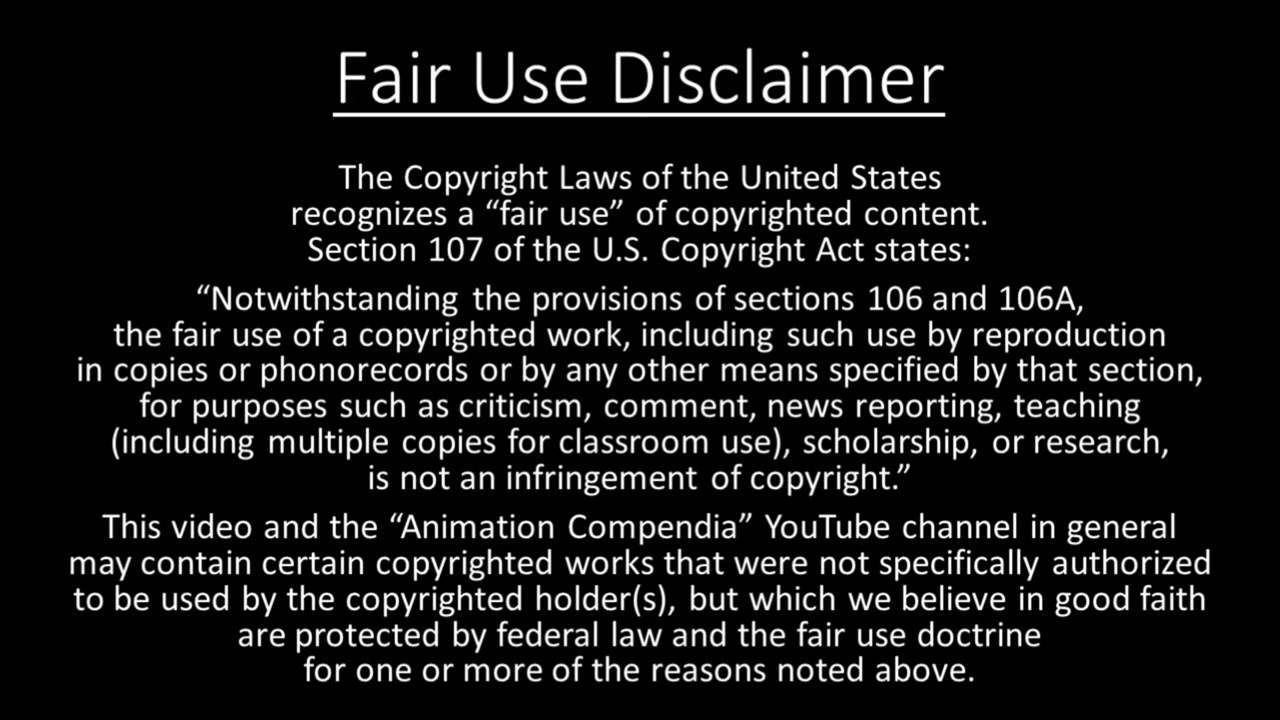 Fair Use Disclaimer
The Copyright Laws of the United States
recognizes a “fair use” of copyrighted content.
Section 107 of the U.S. Copyright Act states:
“Notwithstanding the provisions of sections 106 and 106A,
the fair use of a copyrighted work, including such use by reproduction
in copies or phonorecords or by any other means specified by that section,
for purposes such as criticism, comment, news reporting, teaching
(including multiple copies for classroom use), scholarship, or research,
is not an infringement of copyright.”
This video and the “Animation Compendia” YouTube channel in general
may contain certain copyrighted works that were not specifically authorized
to be used by the copyrighted holder(s), but which we believe in good faith
are protected by federal law and the fair use doctrine
for one or more of the reasons noted above.